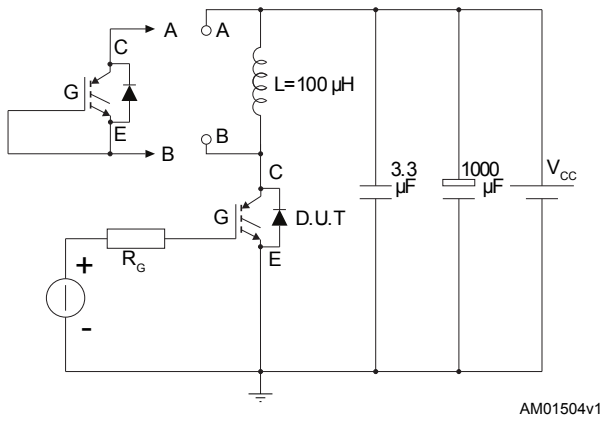 A
A
C
G
L=100 µH
E
B
B
3.3
µF
1000
µF
VCC
C
G
D.U.T
E
RG
+
-
AM01504v1